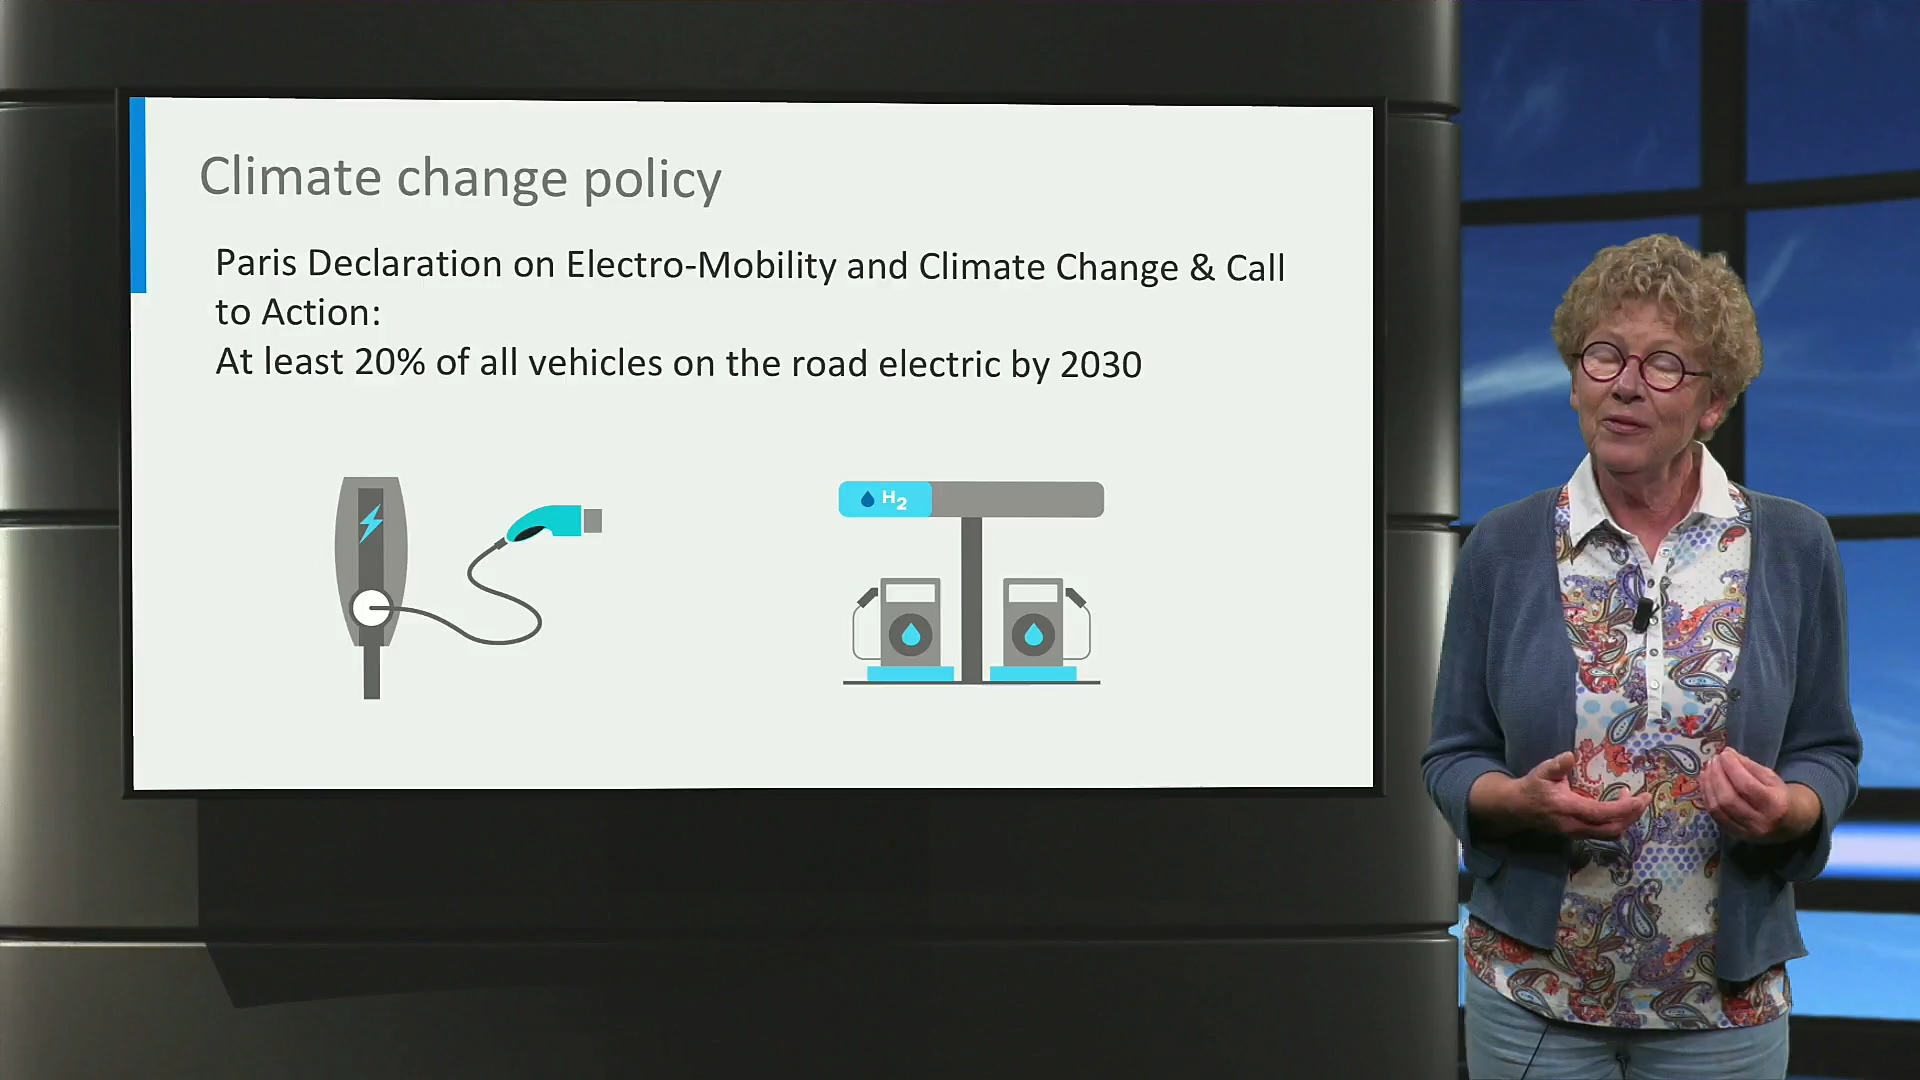 Climate change policy
Paris Declaration on Electro-Mobility and Climate Change & Call
to Action:
At least 20% of all vehicles on the road electric by 2030
H2